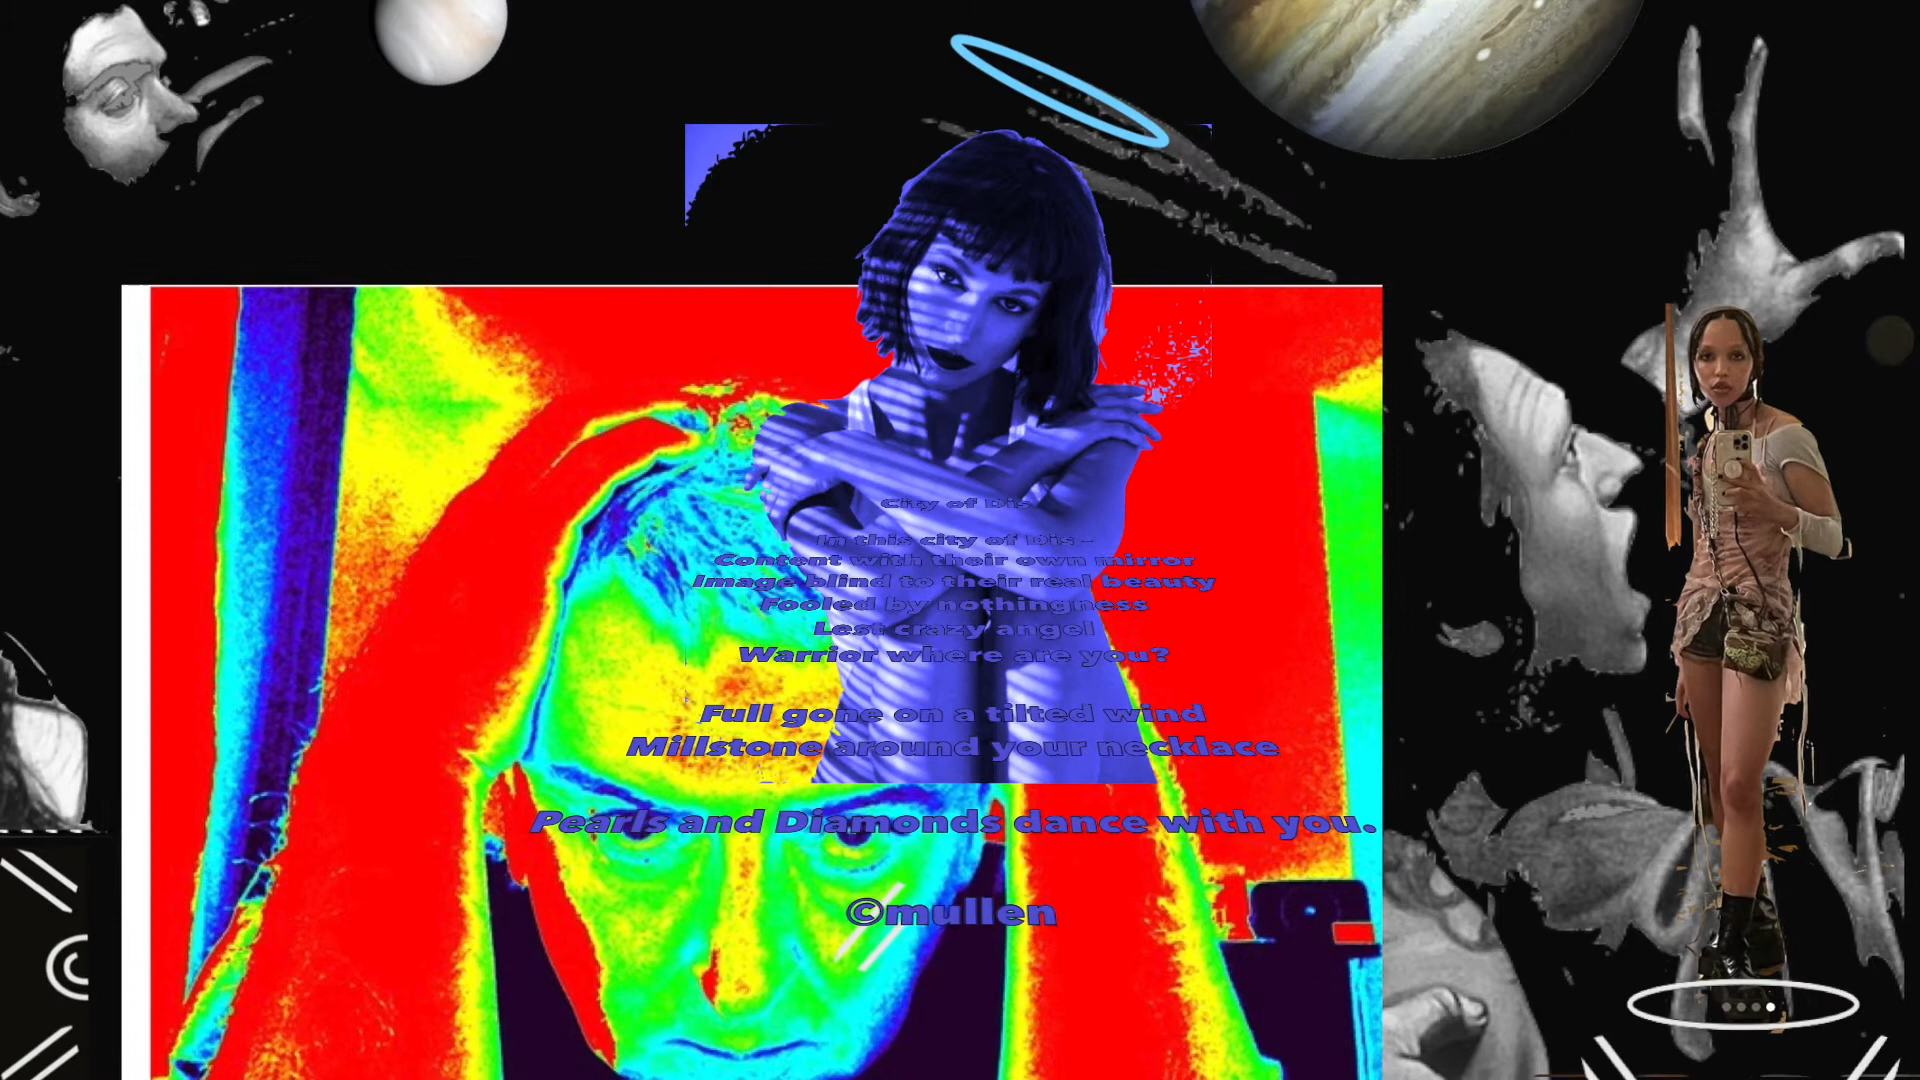 City of Dis
In this city of Dis –
Content with their own mirror
Image blind to their real beauty
Fooled by nothingness
Lest crazy angel
Warrior where are you?
Full gone on a tilted wind
Millstone around your necklace
Pearls and Diamonds dance with you.
©mullen